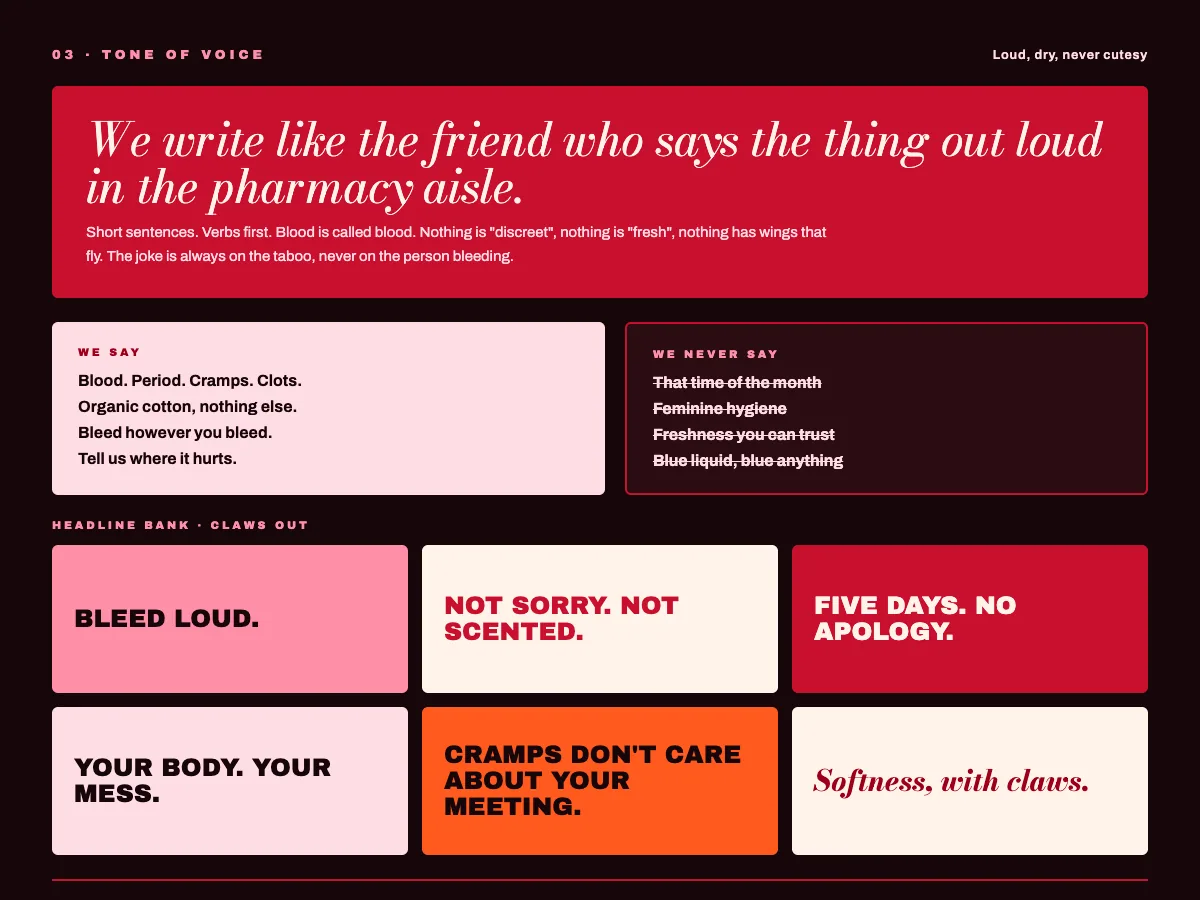 03 · TONE OF VOICE
Loud, dry, never cutesy
We write like the friend who says the thing out loud
in the pharmacy aisle.
Short sentences. Verbs first. Blood is called blood. Nothing is "discreet", nothing is "fresh", nothing has wings that
fly. The joke is always on the taboo, never on the person bleeding.
WE SAY
Blood. Period. Cramps. Clots.
Organic cotton, nothing else.
Bleed however you bleed.
Tell us where it hurts.
WE NEVER SAY
That time of the month
Feminine hygiene
Freshness you can trust
Blue liquid, blue anything
HEADLINE BANK · CLAWS OUT
BLEED LOUD.
NOT SORRY. NOT
SCENTED.
FIVE DAYS. NO
APOLOGY.
YOUR BODY. YOUR
MESS.
CRAMPS DON'T CARE
ABOUT YOUR
MEETING.
Softness, with claws.